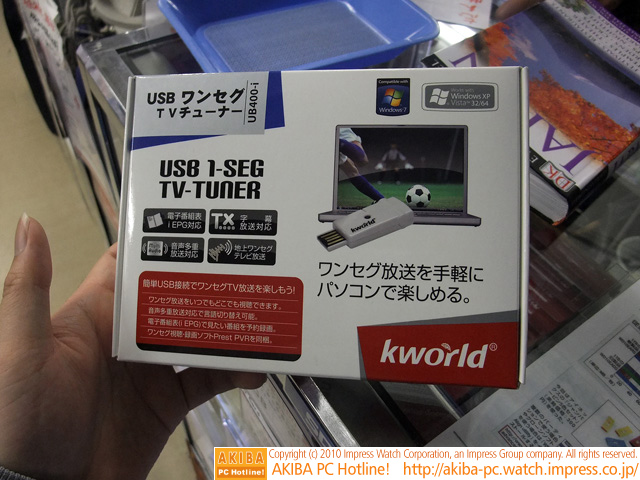 USB ワンセグ
TVチューナー
UB400-i
Compatible with
Windows 7
Works with
Windows XP
Vista 32/64
USB 1-SEG
TV-TUNER
電子番組表
iEPG対応
TX
字幕
放送対応
音声多重
放送対応
地上ワンセグ
テレビ放送
kworld
ワンセグ放送を手軽に
パソコンで楽しめる。
簡単USB接続でワンセグTV放送を楽しもう!
ワンセグ放送をいつでもどこでも視聴できます。
音声多重放送対応で言語切り替え可能。
電子番組表(i EPG)で見たい番組を予約録画。
ワンセグ視聴・録画ソフトPrest PVRを同梱。
kworld®
DK
AKIBA
PC Hotline!
Copyright (c) 2010 Impress Watch Corporation, an Impress Group company. All rights reserved.
AKIBA PC Hotline! http://akiba-pc.watch.impress.co.jp/